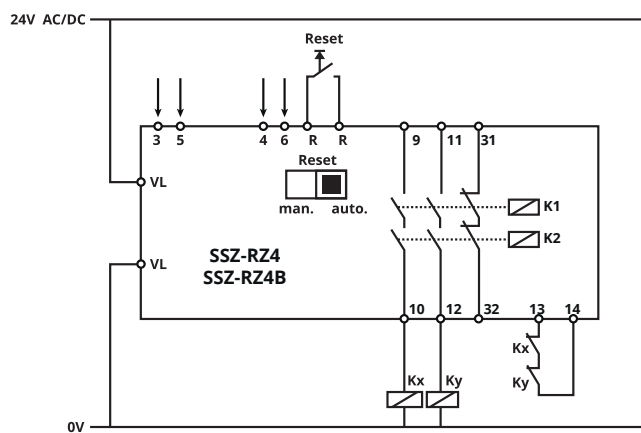 24V AC/DC
Reset
3 5 4 6 R R 9 11 31
Reset
VL
man. auto.
K1
K2
SSZ-RZ4
SSZ-RZ4B
VL
10 12 32 13 14
Kx
Ky
Kx Ky
0V